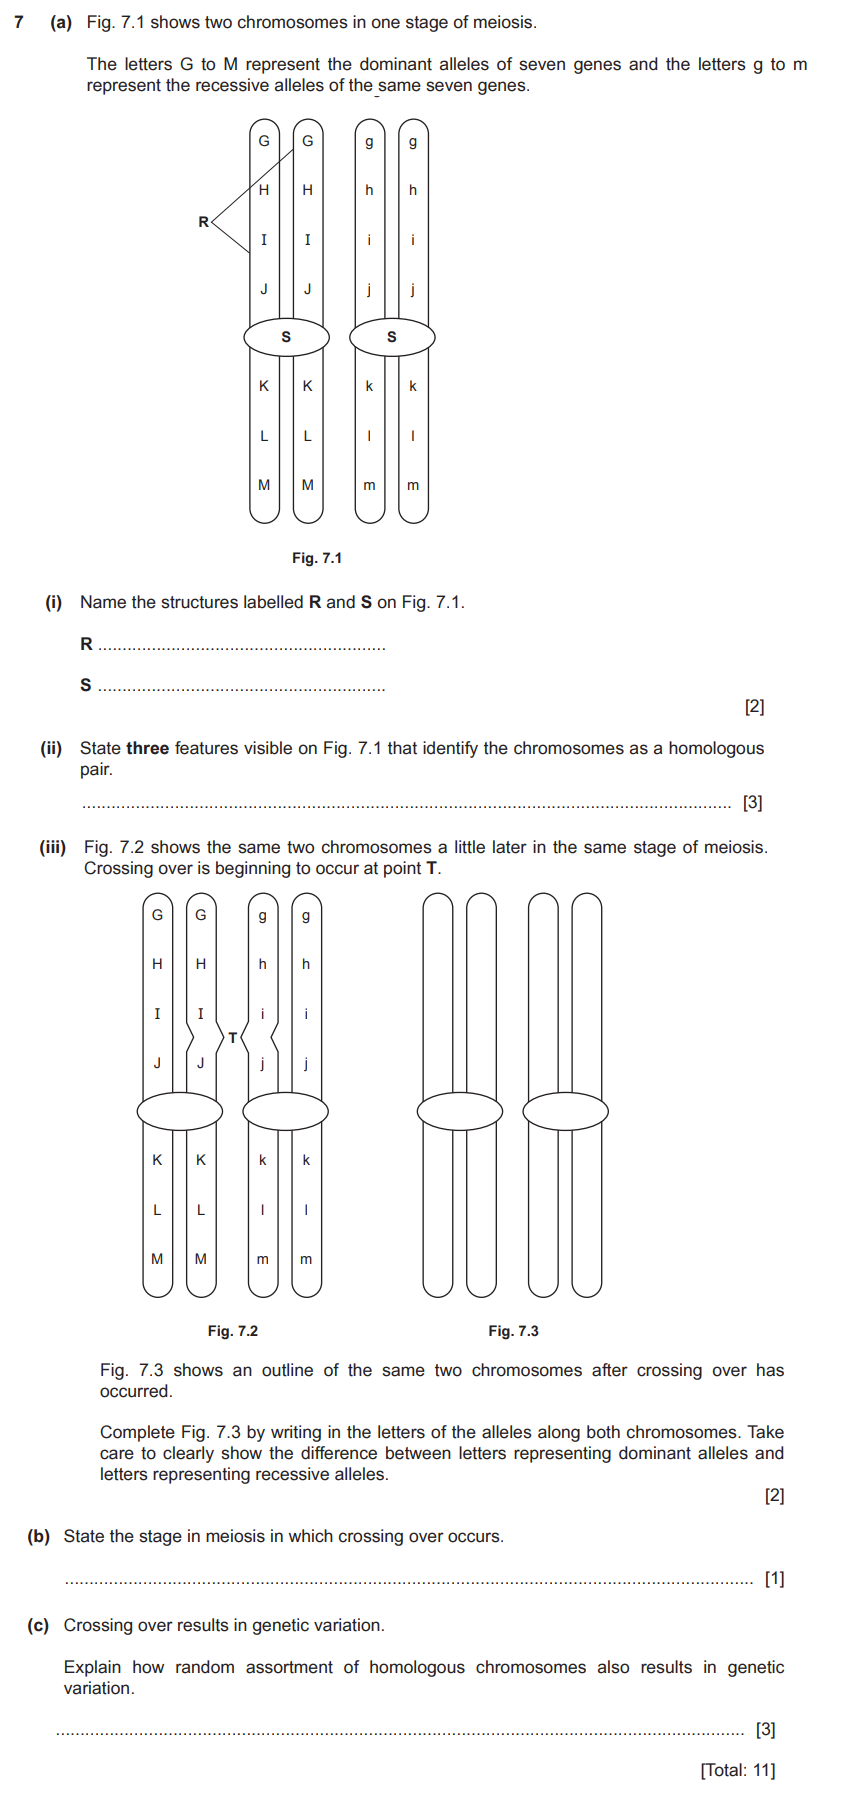 7 (a) Fig. 7.1 shows two chromosomes in one stage of meiosis.
The letters G to M represent the dominant alleles of seven genes and the letters g to m
represent the recessive alleles of the same seven genes.
G G g g
H H h h
R
I I i i
J J j j
S S
K K k k
L L l l
M M m m
Fig. 7.1
(i) Name the structures labelled R and S on Fig. 7.1.
R ............................................................
S ............................................................
[2]
(ii) State three features visible on Fig. 7.1 that identify the chromosomes as a homologous
pair.
............................................................ [3]
(iii) Fig. 7.2 shows the same two chromosomes a little later in the same stage of meiosis.
Crossing over is beginning to occur at point T.
G G g g
H H h h
I I i i
T
J J j j
K K k k
L L l l
M M m m
Fig. 7.2 Fig. 7.3
Fig. 7.3 shows an outline of the same two chromosomes after crossing over has
occurred.
Complete Fig. 7.3 by writing in the letters of the alleles along both chromosomes. Take
care to clearly show the difference between letters representing dominant alleles and
letters representing recessive alleles.
[2]
(b) State the stage in meiosis in which crossing over occurs.
............................................................ [1]
(c) Crossing over results in genetic variation.
Explain how random assortment of homologous chromosomes also results in genetic
variation.
............................................................ [3]
[Total: 11]